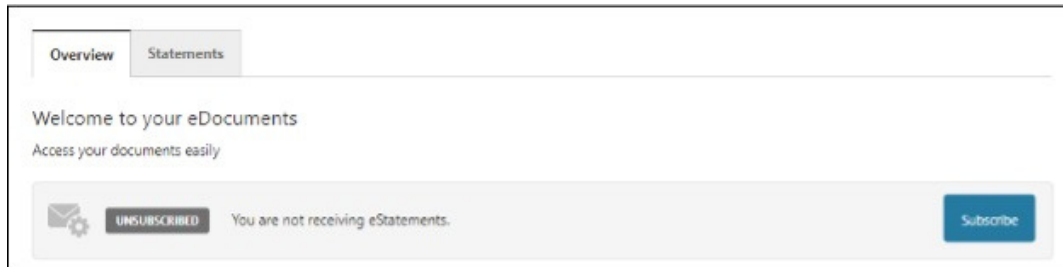 Overview
Statements
Welcome to your eDocuments
Access your documents easily
UNSUBSCRIBED You are not receiving eStatements. Subscribe